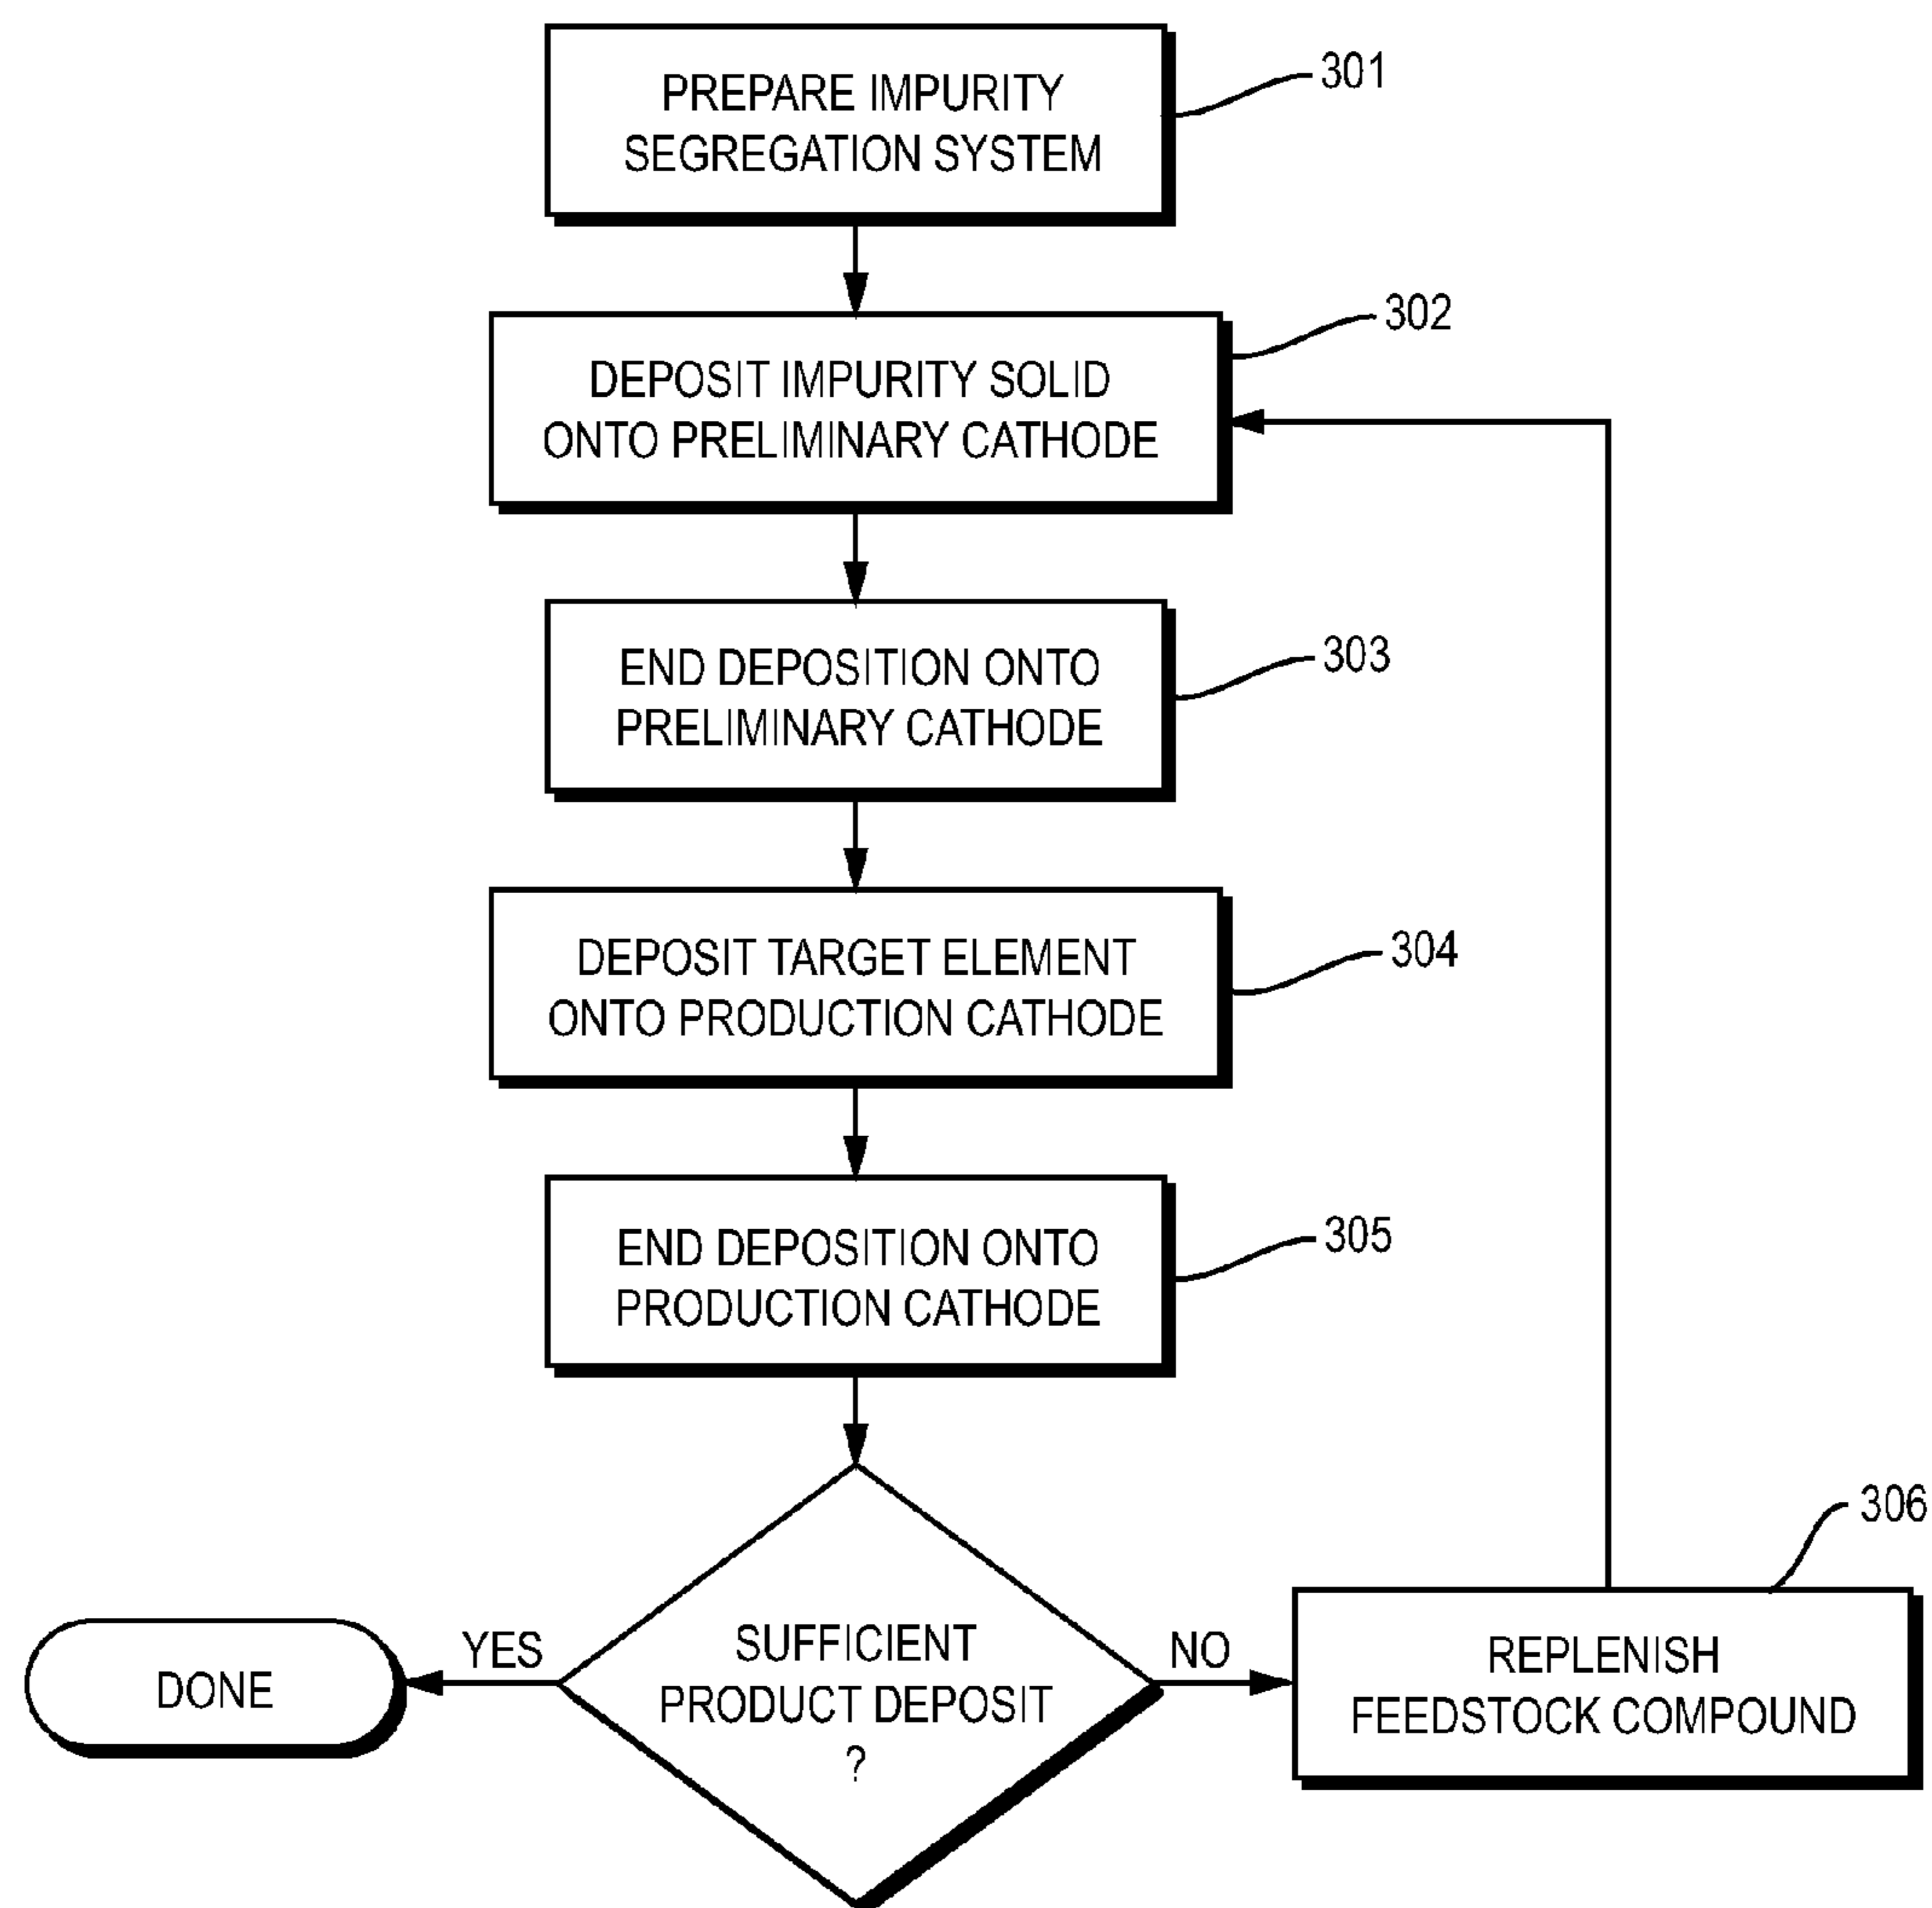 PREPARE IMPURITY
SEGREGATION SYSTEM
301
DEPOSIT IMPURITY SOLID
ONTO PRELIMINARY CATHODE
302
END DEPOSITION ONTO
PRELIMINARY CATHODE
303
DEPOSIT TARGET ELEMENT
ONTO PRODUCTION CATHODE
304
END DEPOSITION ONTO
PRODUCTION CATHODE
305
SUFFICIENT
PRODUCT DEPOSIT
?
YES
DONE
NO
REPLENISH
FEEDSTOCK COMPOUND
306